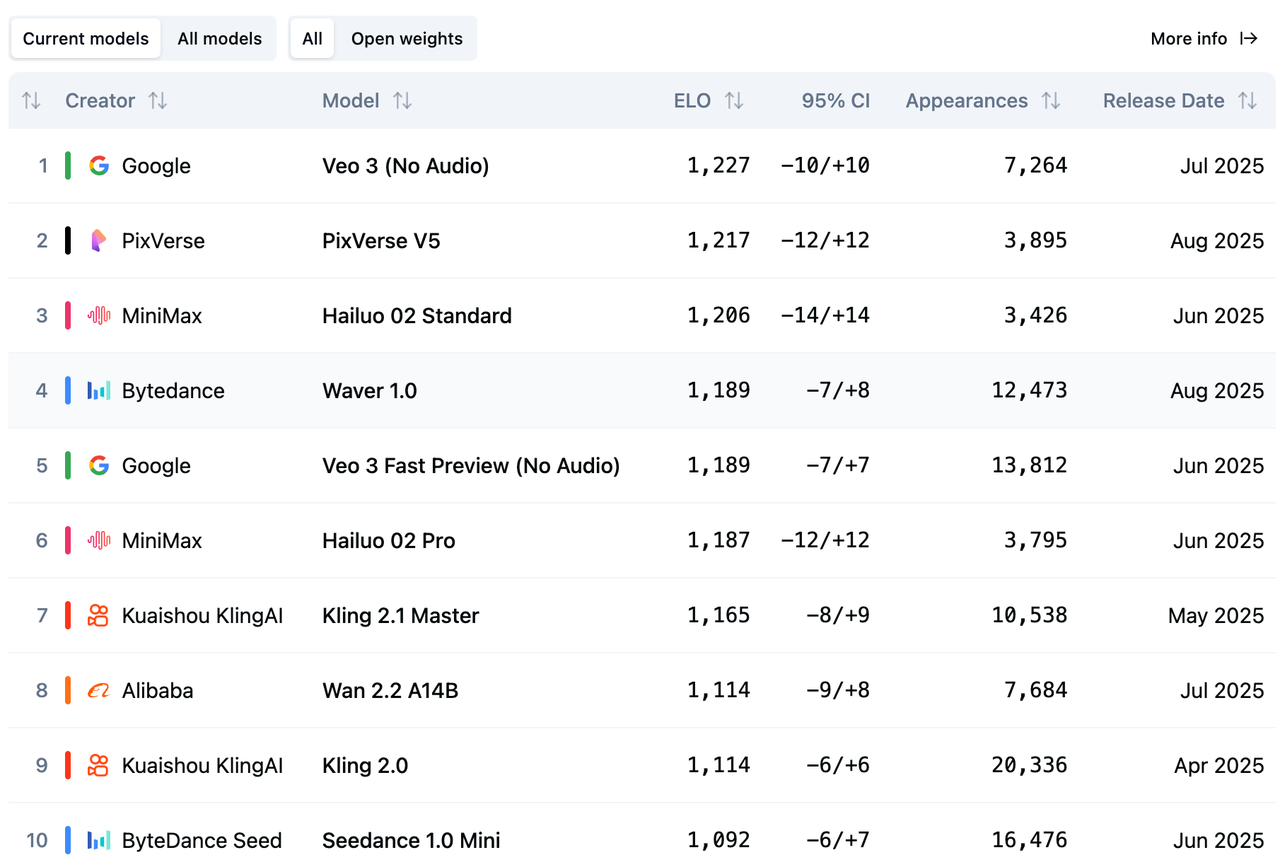 Current models All models All Open weights More info
Creator Model ELO 95% CI Appearances Release Date
1 Google Veo 3 (No Audio) 1,227 −10/+10 7,264 Jul 2025
2 PixVerse PixVerse V5 1,217 −12/+12 3,895 Aug 2025
3 MiniMax Hailuo 02 Standard 1,206 −14/+14 3,426 Jun 2025
4 Bytedance Waver 1.0 1,189 −7/+8 12,473 Aug 2025
5 Google Veo 3 Fast Preview (No Audio) 1,189 −7/+7 13,812 Jun 2025
6 MiniMax Hailuo 02 Pro 1,187 −12/+12 3,795 Jun 2025
7 Kuaishou KlingAI Kling 2.1 Master 1,165 −8/+9 10,538 May 2025
8 Alibaba Wan 2.2 A14B 1,114 −9/+8 7,684 Jul 2025
9 Kuaishou KlingAI Kling 2.0 1,114 −6/+6 20,336 Apr 2025
10 ByteDance Seed Seedance 1.0 Mini 1,092 −6/+7 16,476 Jun 2025